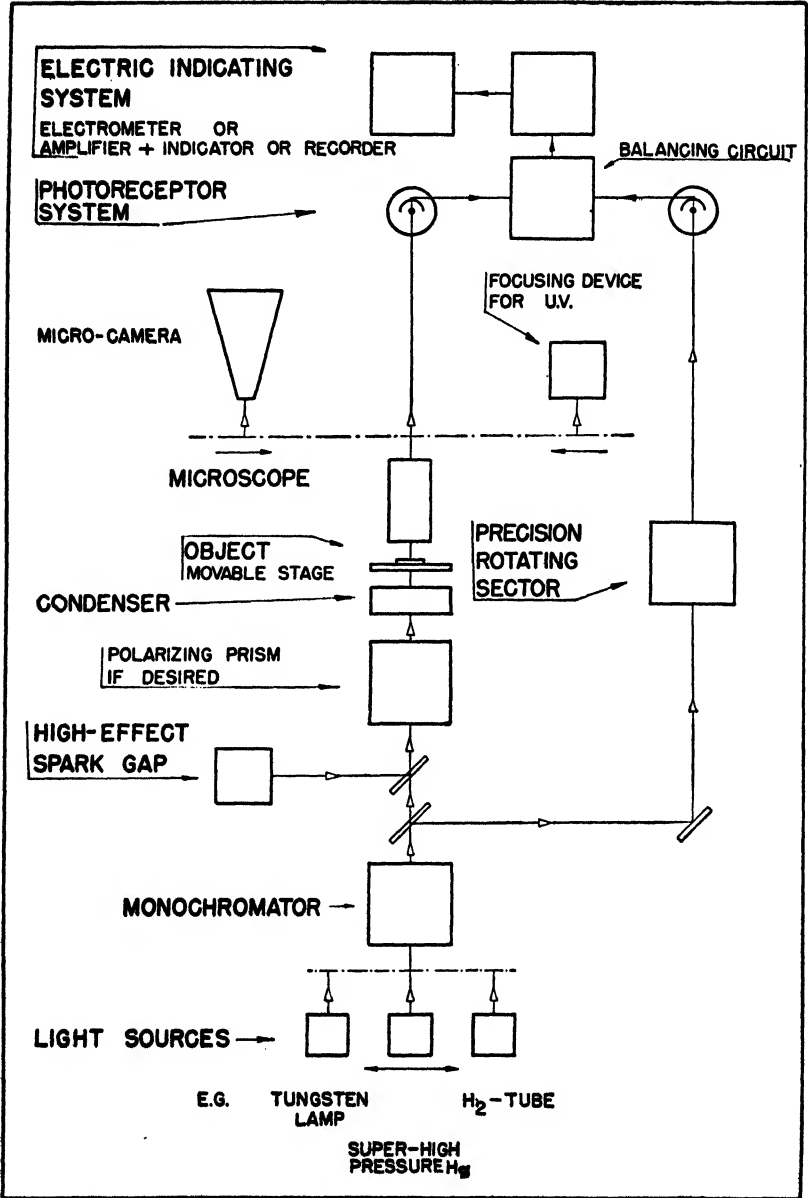 ELECTRIC INDICATING
SYSTEM
ELECTROMETER OR
AMPLIFIER + INDICATOR OR RECORDER
BALANCING CIRCUIT
PHOTORECEPTOR
SYSTEM
FOCUSING DEVICE
FOR U.V.
MICRO-CAMERA
MICROSCOPE
OBJECT
MOVABLE STAGE
PRECISION
ROTATING
SECTOR
CONDENSER
POLARIZING PRISM
IF DESIRED
HIGH-EFFECT
SPARK GAP
MONOCHROMATOR
LIGHT SOURCES
E.G. TUNGSTEN LAMP
H2-TUBE
SUPER-HIGH
PRESSURE Hg